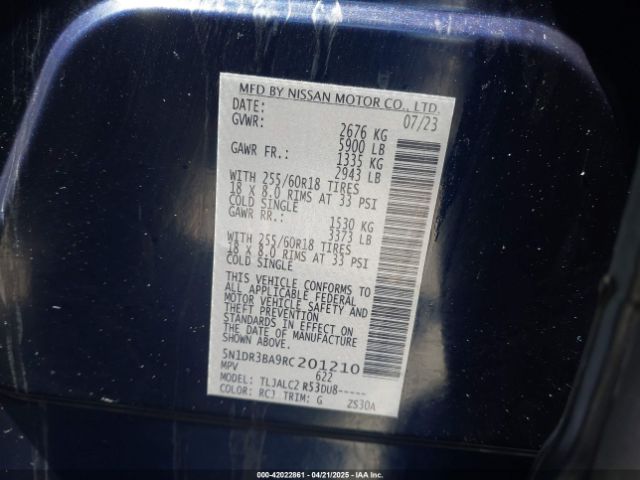 MFD BY NISSAN MOTOR CO., LTD.
DATE: 07/23
GVWR: 2676 KG
5900 LB
GAWR FR.: 1335 KG
2943 LB
WITH 255/60R18 TIRES
18 X 8.0 RIMS AT 33 PSI
COLD SINGLE
GAWR RR.: 1530 KG
3373 LB
WITH 255/60R18 TIRES
18 X 8.0 RIMS AT 33 PSI
COLD SINGLE
THIS VEHICLE CONFORMS TO
ALL APPLICABLE FEDERAL
MOTOR VEHICLE SAFETY AND
THEFT PREVENTION
STANDARDS IN EFFECT ON
THE DATE OF MANUFACTURE
SHOWN ABOVE.
5N1DR3BA9RC201210
MPV 622
MODEL: TLJALC2 R53DU8-----
COLOR: RCJ TRIM: G ZS30A
000-42022861 - 04/21/2025 - IAAI